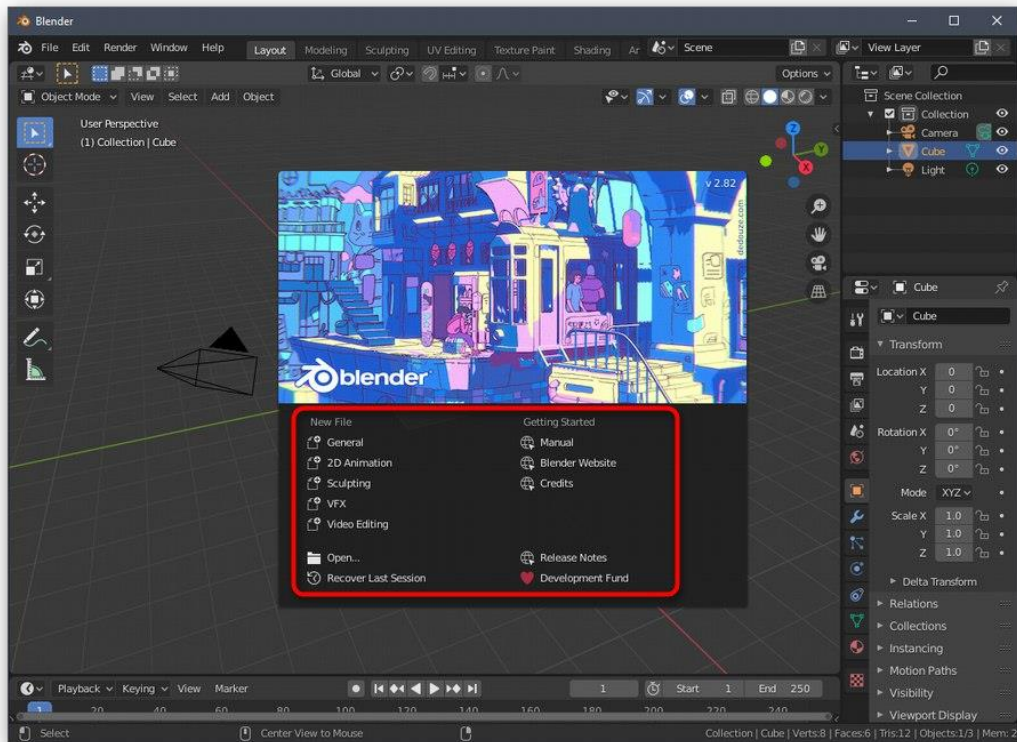 Blender
File Edit Render Window Help Layout Modeling Sculpting UV Editing Texture Paint Shading Scene View Layer
Global Options
Object Mode View Select Add Object
User Perspective
(1) Collection | Cube
Z
Y
X
Scene Collection
Collection
Camera
Cube
Light
v 2.82
dedouze.com
blender
New File
General
2D Animation
Sculpting
VFX
Video Editing
Open...
Recover Last Session
Getting Started
Manual
Blender Website
Credits
Release Notes
Development Fund
Cube
Cube
Transform
Location X 0
Y 0
Z 0
Rotation X 0°
Y 0°
Z 0°
Mode XYZ
Scale X 1.0
Y 1.0
Z 1.0
Delta Transform
Relations
Collections
Instancing
Motion Paths
Visibility
Viewport Display
Playback Keying View Marker 1 Start 1 End 250
1 20 40 60 80 100 120 140 160 180 200 220 240
Select Center View to Mouse Collection | Cube | Verts:8 | Faces:6 | Tris:12 | Objects:1/3 | Mem: 2